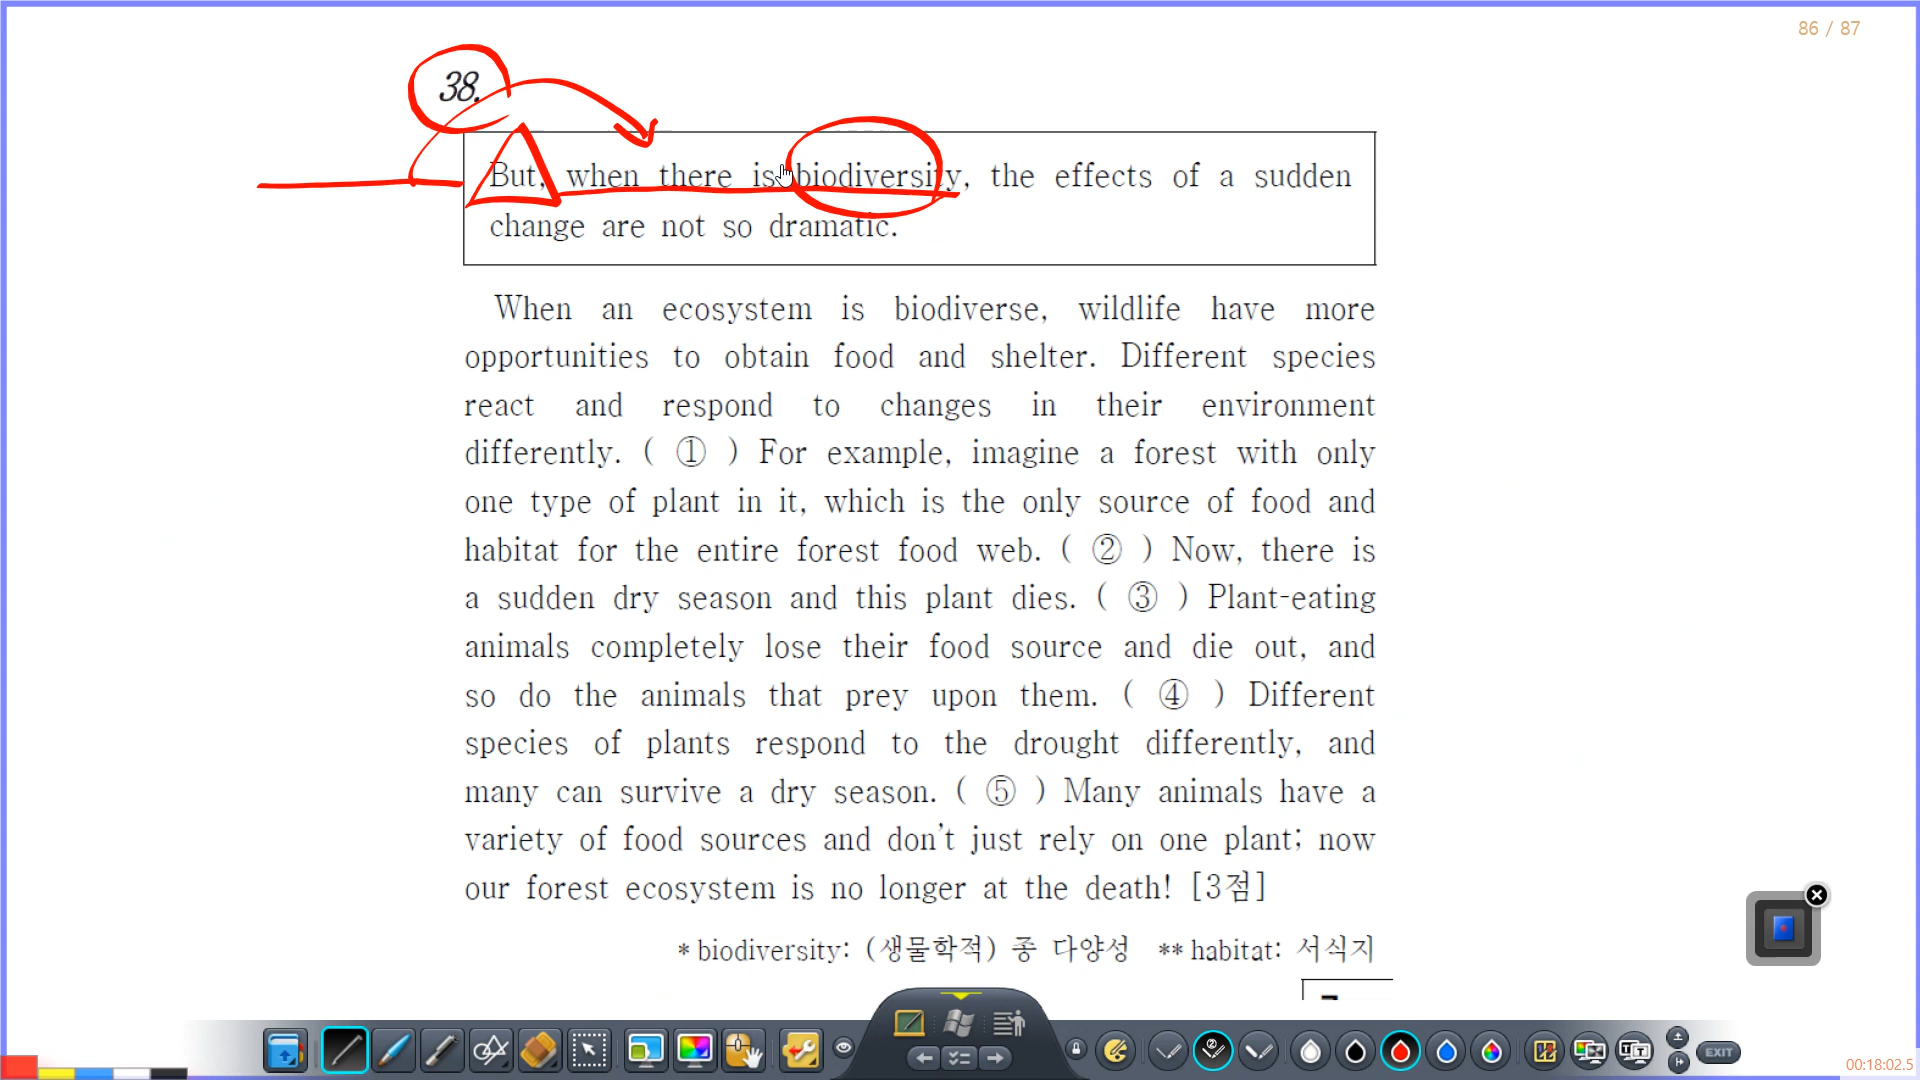 86 / 87
38.
But, when there is biodiversity, the effects of a sudden
change are not so dramatic.
When an ecosystem is biodiverse, wildlife have more
opportunities to obtain food and shelter. Different species
react and respond to changes in their environment
differently. ( ① ) For example, imagine a forest with only
one type of plant in it, which is the only source of food and
habitat for the entire forest food web. ( ② ) Now, there is
a sudden dry season and this plant dies. ( ③ ) Plant-eating
animals completely lose their food source and die out, and
so do the animals that prey upon them. ( ④ ) Different
species of plants respond to the drought differently, and
many can survive a dry season. ( ⑤ ) Many animals have a
variety of food sources and don't just rely on one plant; now
our forest ecosystem is no longer at the death! [3점]
* biodiversity: (생물학적) 종 다양성 ** habitat: 서식지
EXIT
00:18:02.5